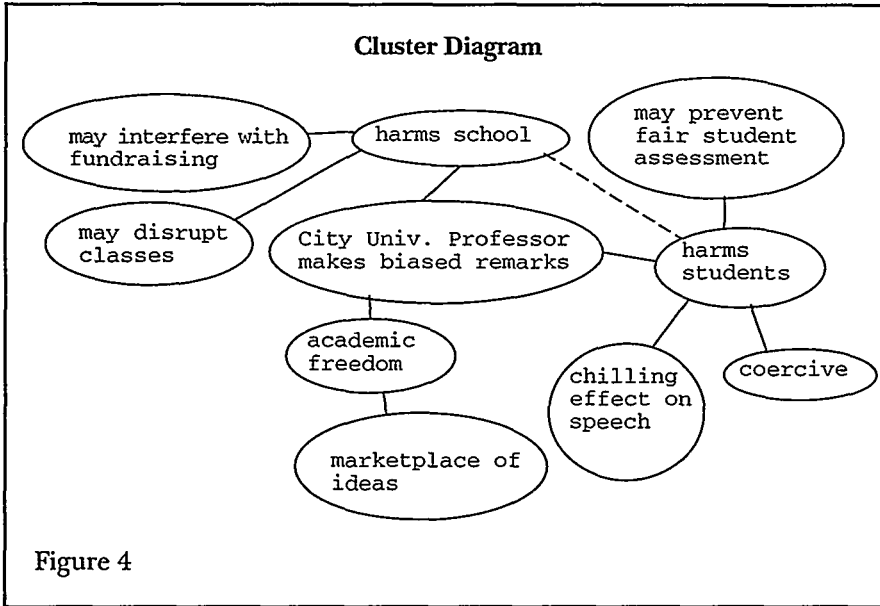 Cluster Diagram
may interfere with
fundraising
harms school
may prevent
fair student
assessment
may disrupt
classes
City Univ. Professor
makes biased remarks
harms
students
academic
freedom
chilling
effect on
speech
coercive
marketplace of
ideas
Figure 4